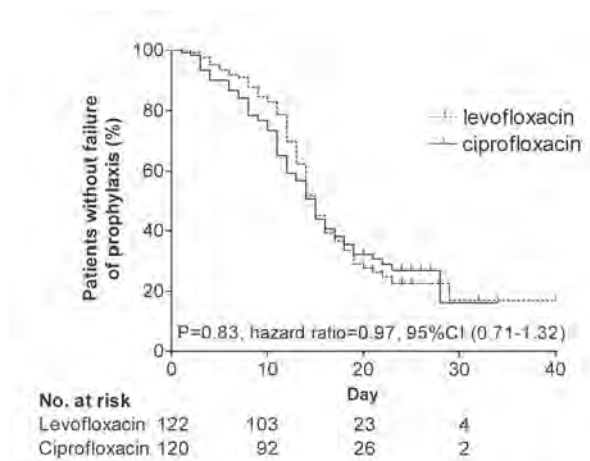 Patients without failure
of prophylaxis (%)
100
80
60
40
20
0
levofloxacin
ciprofloxacin
P=0.83, hazard ratio=0.97, 95%CI (0.71-1.32)
0 10 20 30 40
Day
No. at risk
Levofloxacin 122 103 23 4
Ciprofloxacin 120 92 26 2